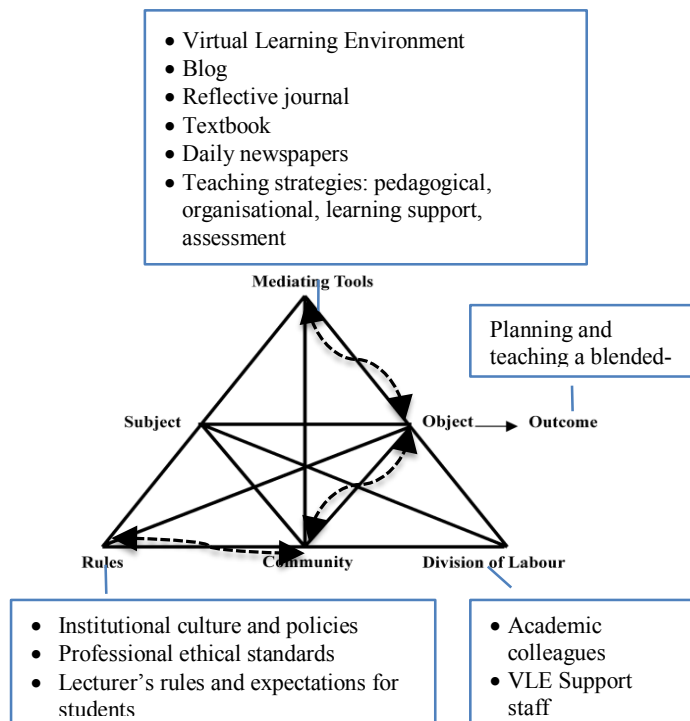 • Virtual Learning Environment
• Blog
• Reflective journal
• Textbook
• Daily newspapers
• Teaching strategies: pedagogical,
organisational, learning support,
assessment
Mediating Tools
Planning and
teaching a blended-
Subject
Object
Outcome
Rules
Community
Division of Labour
• Institutional culture and policies
• Professional ethical standards
• Lecturer’s rules and expectations for
students
• Academic
colleagues
• VLE Support
staff